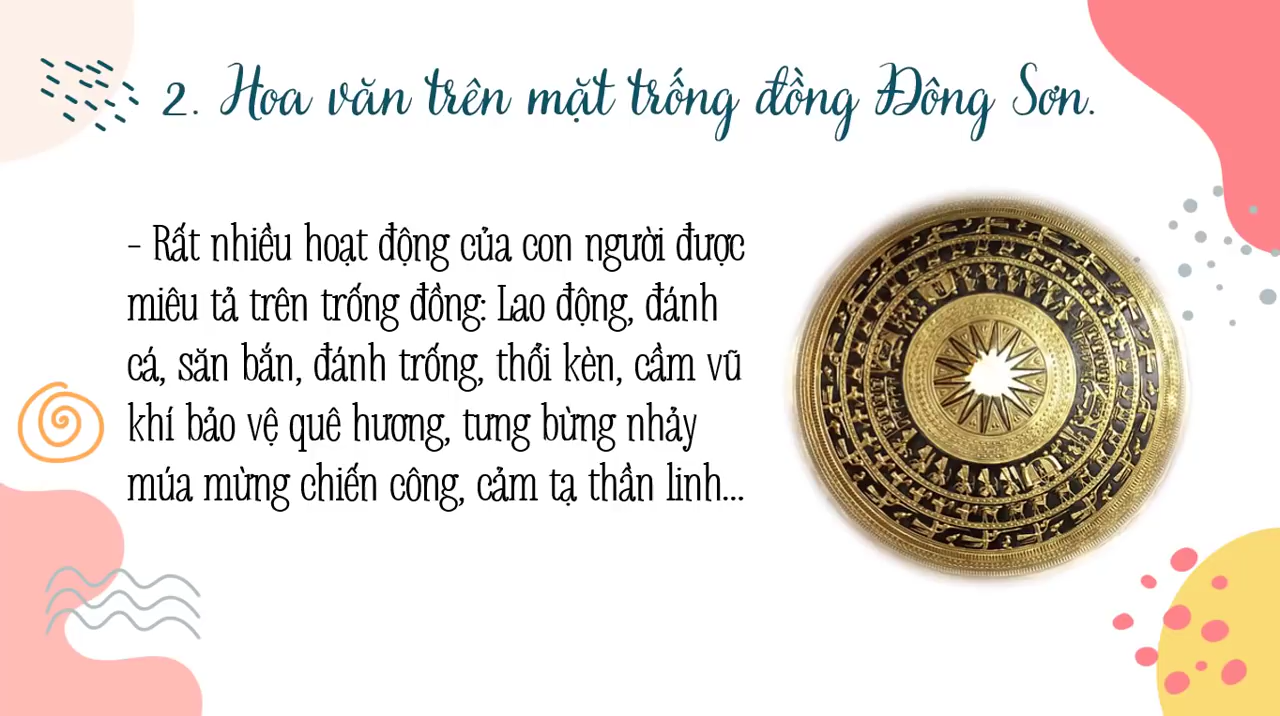 2. Hoa văn trên mặt trống đồng Đông Sơn.
- Rất nhiều hoạt động của con người được
miêu tả trên trống đồng: Lao động, đánh
cá, săn bắn, đánh trống, thổi kèn, cầm vũ
khí bảo vệ quê hương, tưng bừng nhảy
múa mừng chiến công, cảm tạ thần linh...